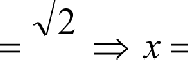 = √2 ⇒ x =